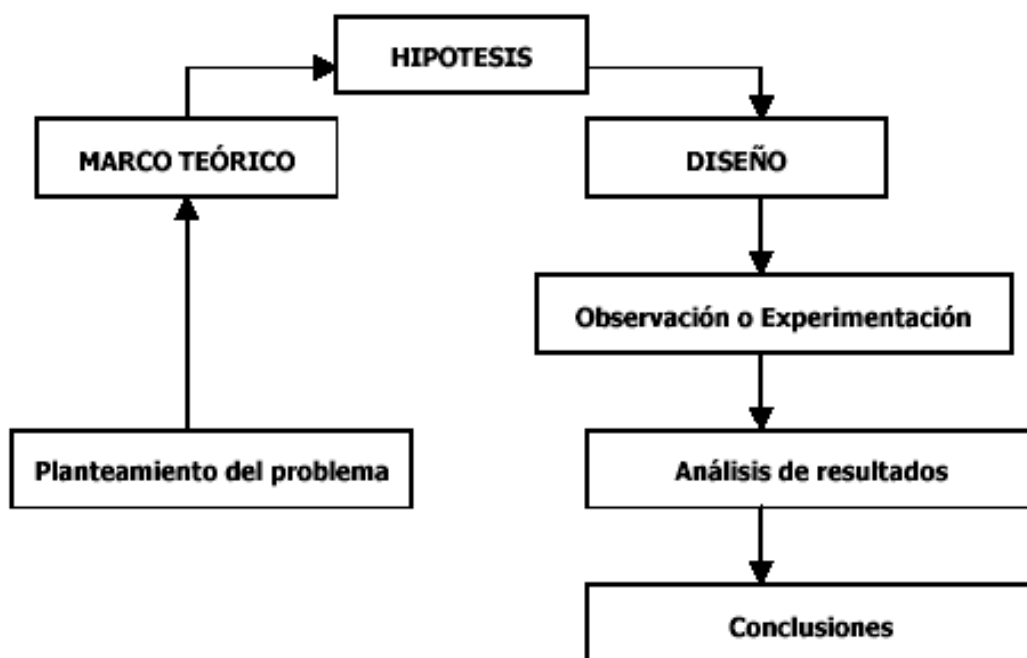 HIPOTESIS
MARCO TEÓRICO
DISEÑO
Observación o Experimentación
Planteamiento del problema
Análisis de resultados
Conclusiones